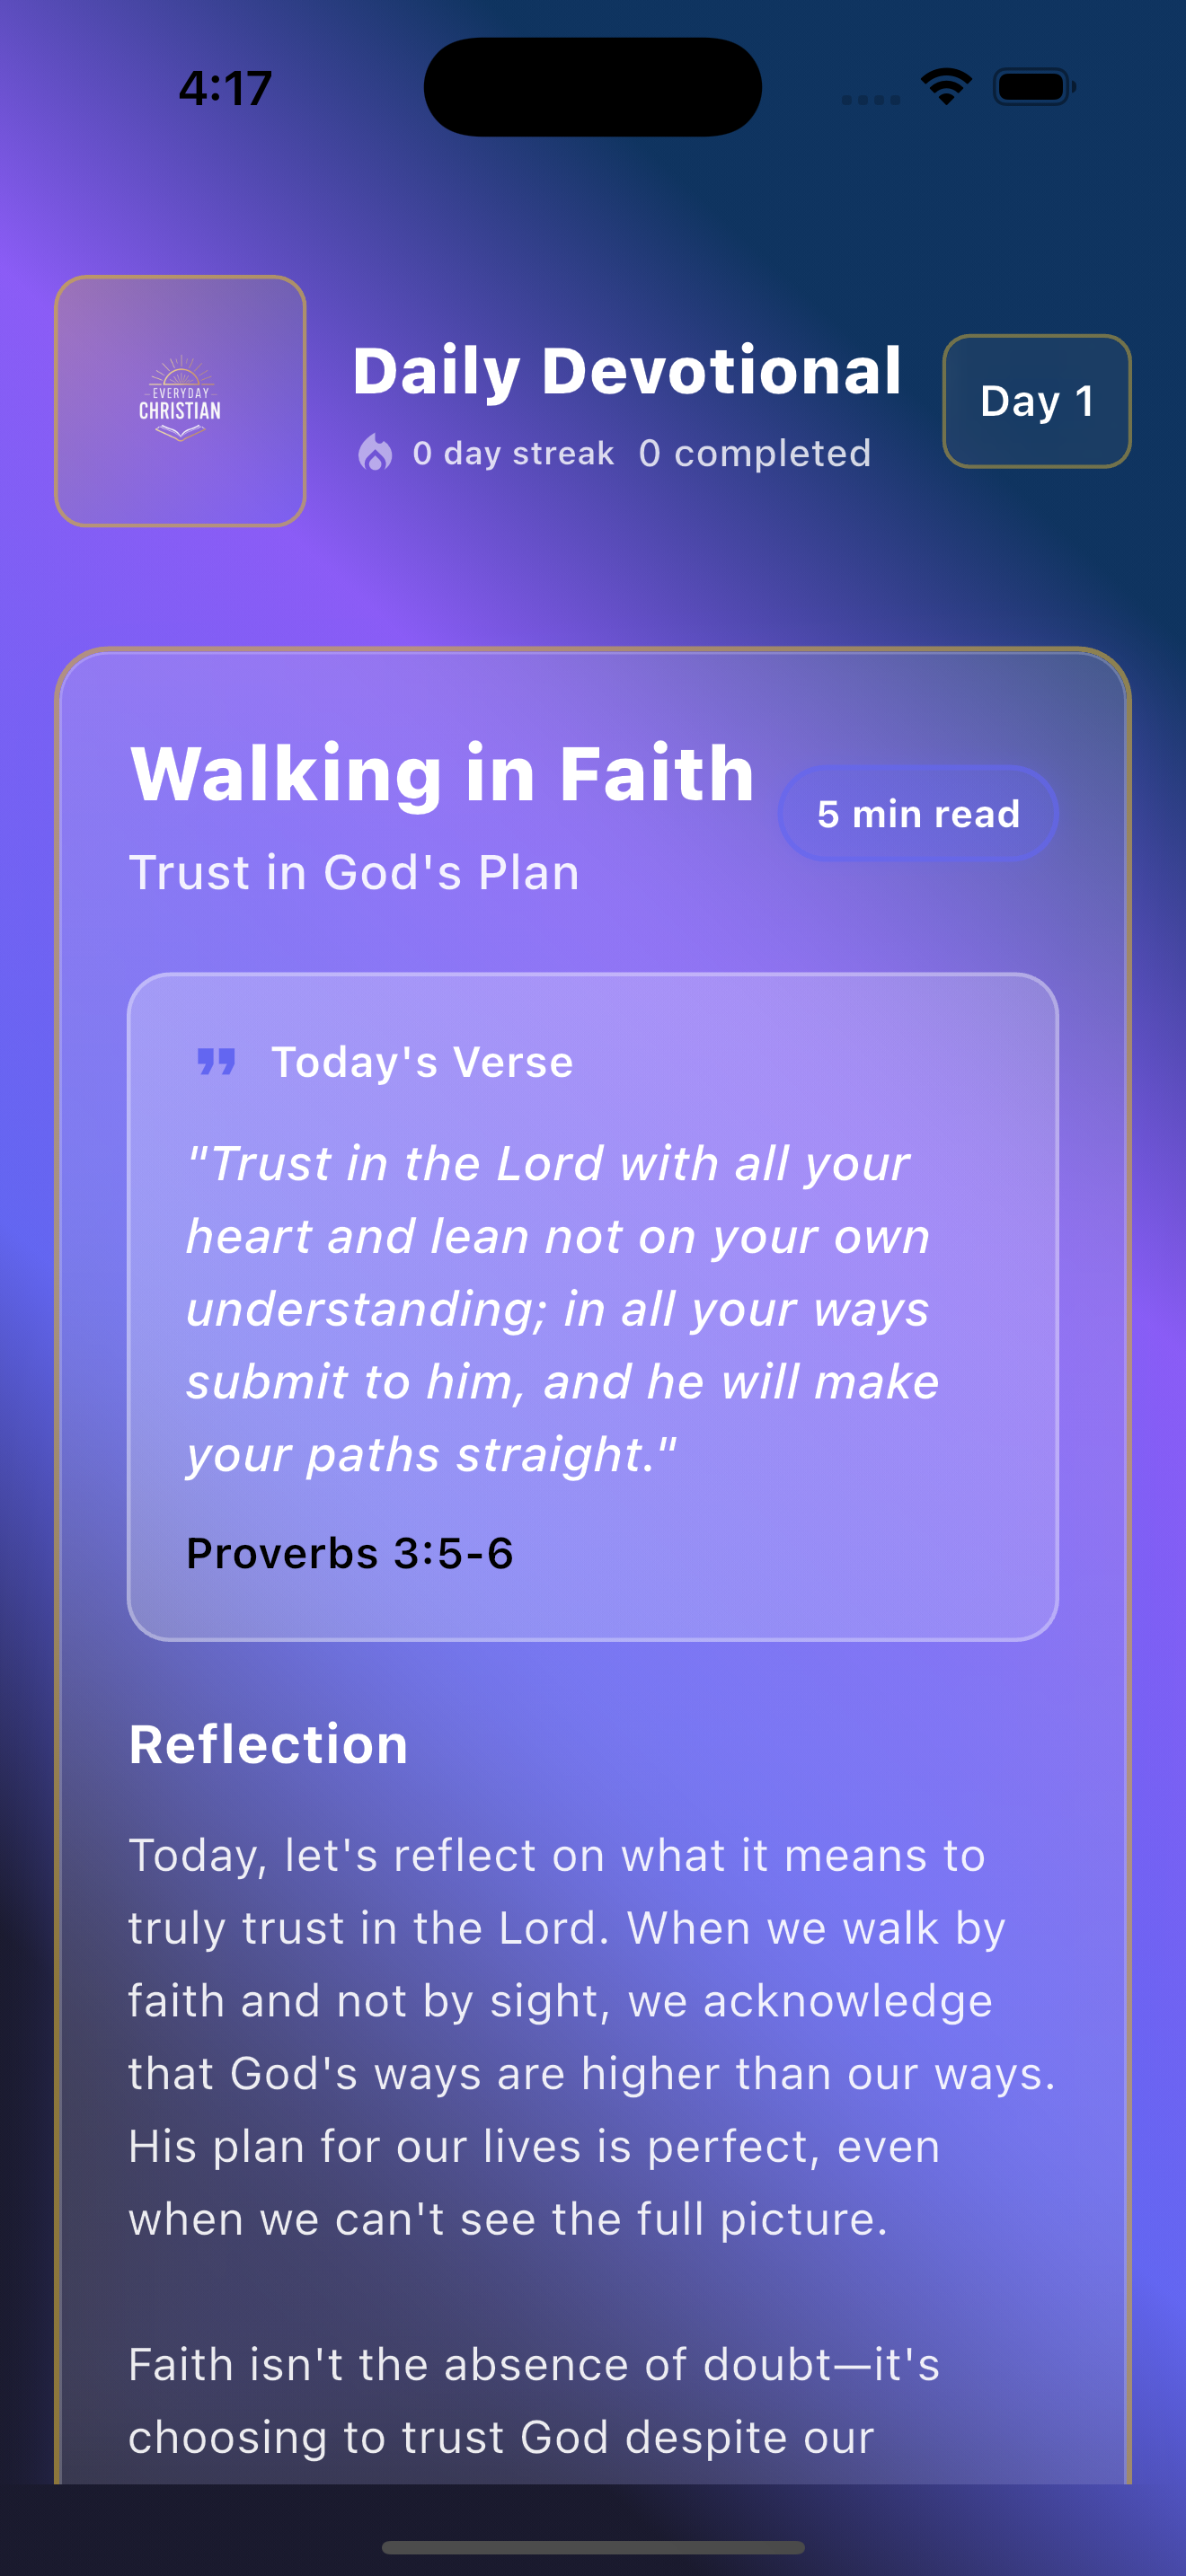 4:17
EVERYDAY
CHRISTIAN
Daily Devotional
0 day streak 0 completed
Day 1
Walking in Faith
5 min read
Trust in God's Plan
Today's Verse
"Trust in the Lord with all your
heart and lean not on your own
understanding; in all your ways
submit to him, and he will make
your paths straight."
Proverbs 3:5-6
Reflection
Today, let's reflect on what it means to
truly trust in the Lord. When we walk by
faith and not by sight, we acknowledge
that God's ways are higher than our ways.
His plan for our lives is perfect, even
when we can't see the full picture.
Faith isn't the absence of doubt—it's
choosing to trust God despite our